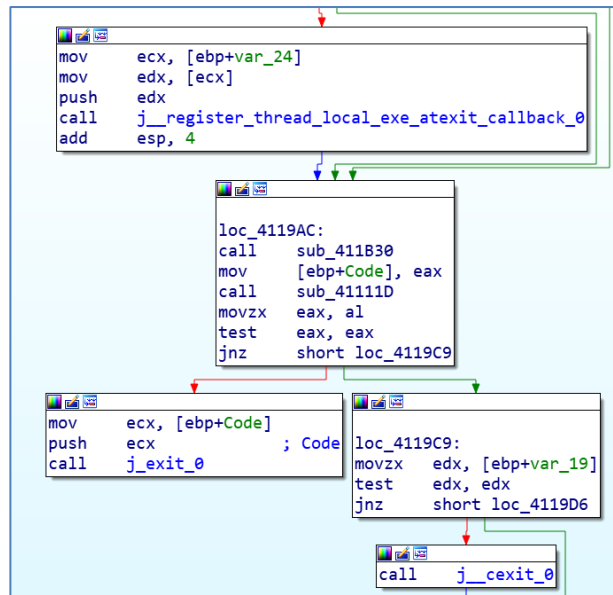 mov ecx, [ebp+var_24]
mov edx, [ecx]
push edx
call j__register_thread_local_exe_atexit_callback_0
add esp, 4
loc_4119AC:
call sub_411B30
mov [ebp+Code], eax
call sub_41111D
movzx eax, al
test eax, eax
jnz short loc_4119C9
mov ecx, [ebp+Code]
push ecx ; Code
call j_exit_0
loc_4119C9:
movzx edx, [ebp+var_19]
test edx, edx
jnz short loc_4119D6
call j__cexit_0